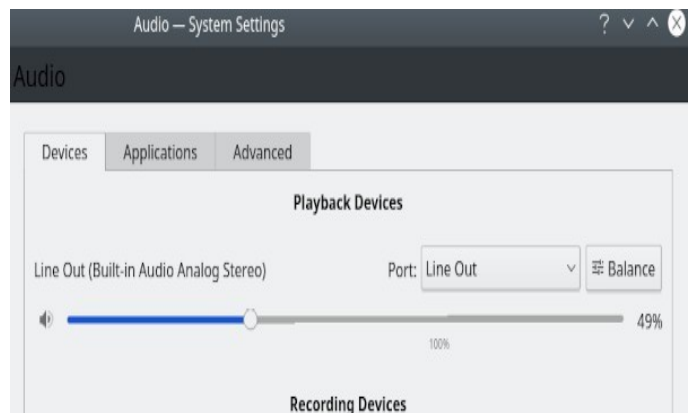 Audio — System Settings
Audio
Devices Applications Advanced
Playback Devices
Line Out (Built-in Audio Analog Stereo) Port: Line Out Balance
49%
100%
Recording Devices